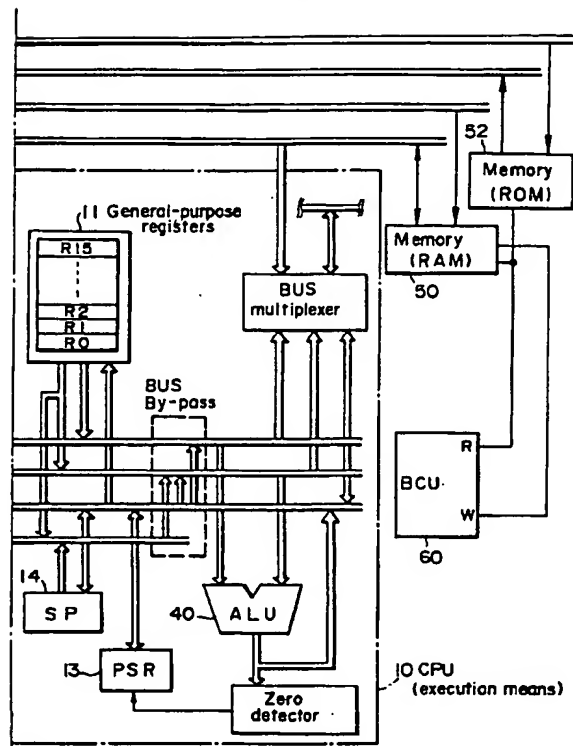 52
Memory
(ROM)
11 General-purpose
registers
R15
R2
R1
R0
Memory
(RAM)
50
BUS
multiplexer
BUS
By-pass
R
BCU
W
60
14
SP
40
ALU
13
PSR
Zero
detector
10 CPU
(execution means)